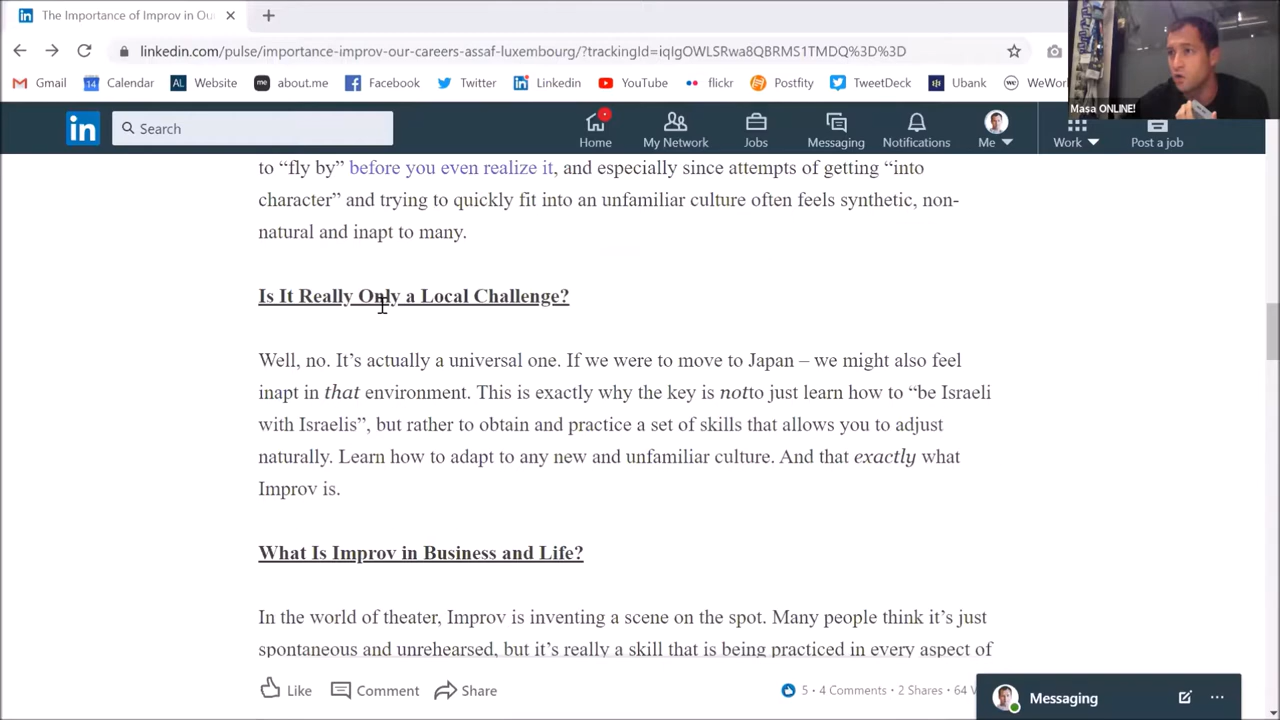 The Importance of Improv in Ou
linkedin.com/pulse/importance-improv-our-careers-assaf-luxembourg/?trackingId=iqIgOWLSRwa8QBRMS1TMDQ%3D%3D
Gmail Calendar Website about.me Facebook Twitter Linkedin YouTube flickr Postfity TweetDeck Ubank WeWo
Masa ONLINE!
Search
Home My Network Jobs Messaging Notifications Me Work Post a job
to “fly by” before you even realize it, and especially since attempts of getting “into
character” and trying to quickly fit into an unfamiliar culture often feels synthetic, non-
natural and inapt to many.
Is It Really Only a Local Challenge?
Well, no. It’s actually a universal one. If we were to move to Japan – we might also feel
inapt in that environment. This is exactly why the key is notto just learn how to “be Israeli
with Israelis”, but rather to obtain and practice a set of skills that allows you to adjust
naturally. Learn how to adapt to any new and unfamiliar culture. And that exactly what
Improv is.
What Is Improv in Business and Life?
In the world of theater, Improv is inventing a scene on the spot. Many people think it’s just
spontaneous and unrehearsed, but it’s really a skill that is being practiced in every aspect of
Like Comment Share 5 · 4 Comments · 2 Shares · 64 V
Messaging